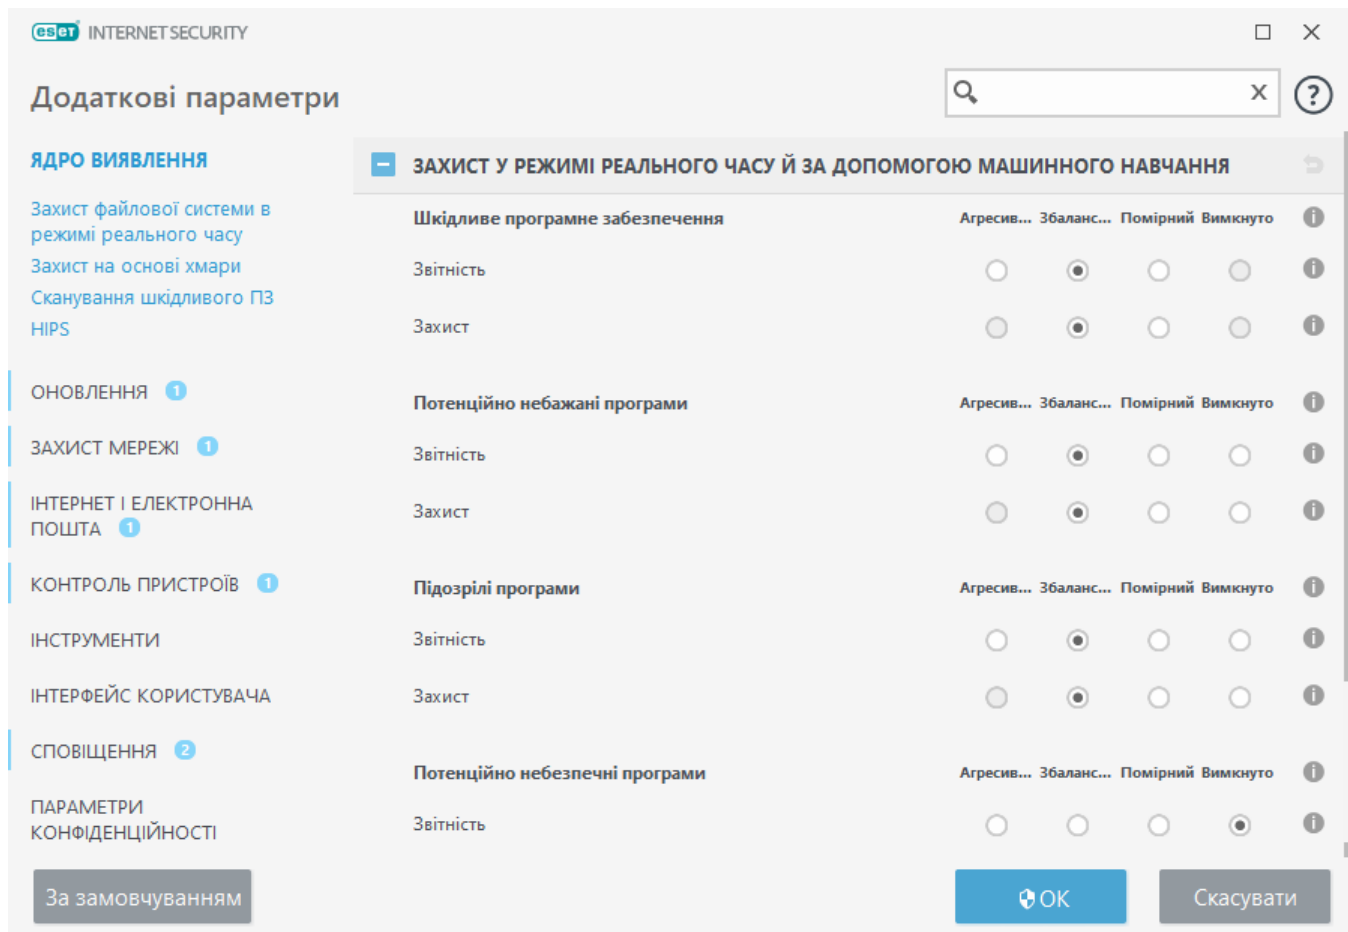 eset INTERNET SECURITY
Додаткові параметри
X
?
ЯДРО ВИЯВЛЕННЯ
Захист файлової системи в
режимі реального часу
Захист на основі хмари
Сканування шкідливого ПЗ
HIPS
ОНОВЛЕННЯ 1
ЗАХИСТ МЕРЕЖІ 1
ІНТЕРНЕТ І ЕЛЕКТРОННА
ПОШТА 1
КОНТРОЛЬ ПРИСТРОЇВ 1
ІНСТРУМЕНТИ
ІНТЕРФЕЙС КОРИСТУВАЧА
СПОВІЩЕННЯ 2
ПАРАМЕТРИ
КОНФІДЕНЦІЙНОСТІ
ЗАХИСТ У РЕЖИМІ РЕАЛЬНОГО ЧАСУ Й ЗА ДОПОМОГОЮ МАШИННОГО НАВЧАННЯ
Шкідливе програмне забезпечення Агресив... Збаланс... Помірний Вимкнуто
Звітність
Захист
Потенційно небажані програми Агресив... Збаланс... Помірний Вимкнуто
Звітність
Захист
Підозрілі програми Агресив... Збаланс... Помірний Вимкнуто
Звітність
Захист
Потенційно небезпечні програми Агресив... Збаланс... Помірний Вимкнуто
Звітність
За замовчуванням
ОК
Скасувати